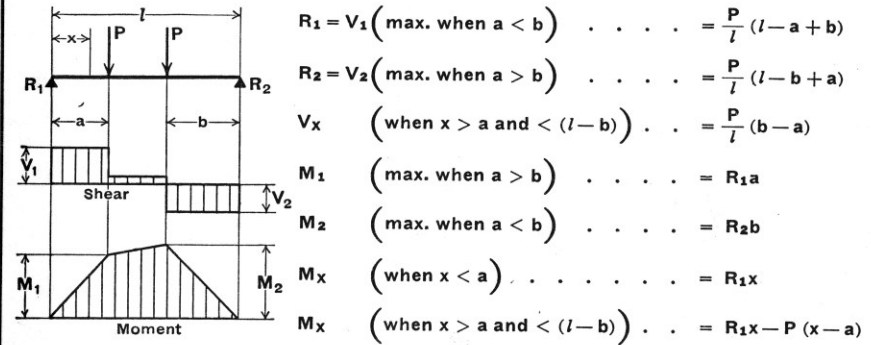 l
x P P
R₁ R₂
a b
V₁
Shear V₂
M₁ M₂
Moment
R₁ = V₁ (max. when a < b) . . . . = P/l (l − a + b)
R₂ = V₂ (max. when a > b) . . . . = P/l (l − b + a)
Vx (when x > a and < (l − b)) . . = P/l (b − a)
M₁ (max. when a > b) . . . . = R₁a
M₂ (max. when a < b) . . . . = R₂b
Mx (when x < a) . . . . . . = R₁x
Mx (when x > a and < (l − b)) . . = R₁x − P (x − a)